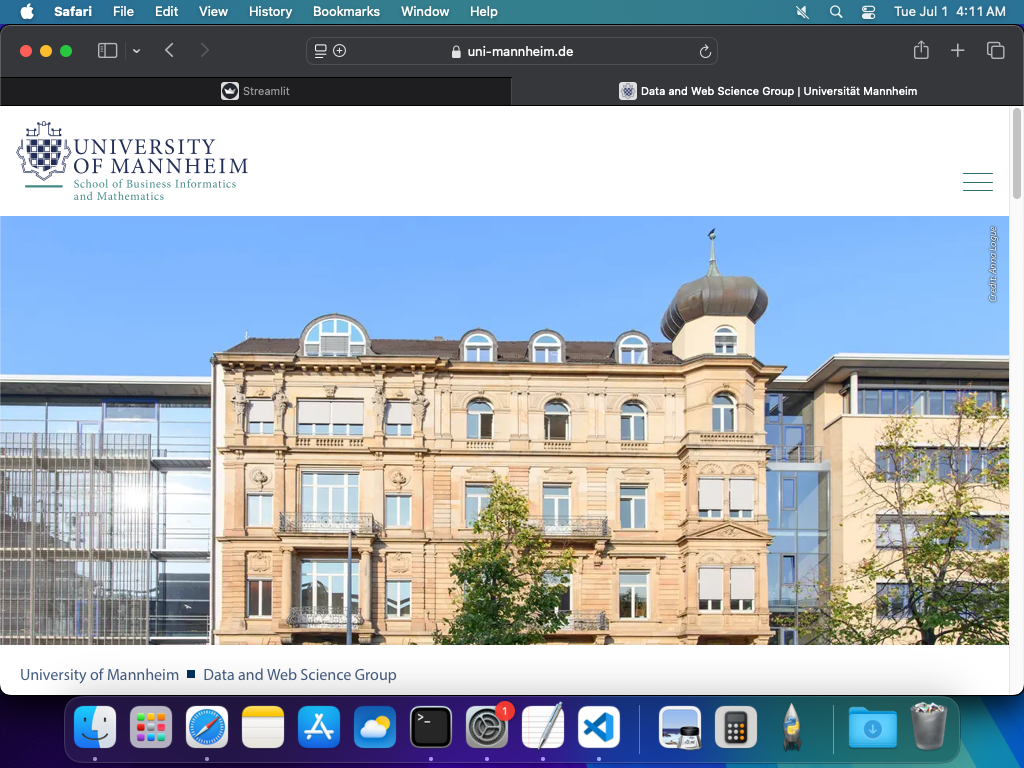 Safari File Edit View History Bookmarks Window Help Tue Jul 1 4:11 AM
uni-mannheim.de
Streamlit
Data and Web Science Group | Universität Mannheim
UNIVERSITY
OF MANNHEIM
School of Business Informatics
and Mathematics
Credit: Anna Logue
University of Mannheim ■ Data and Web Science Group
1
>_